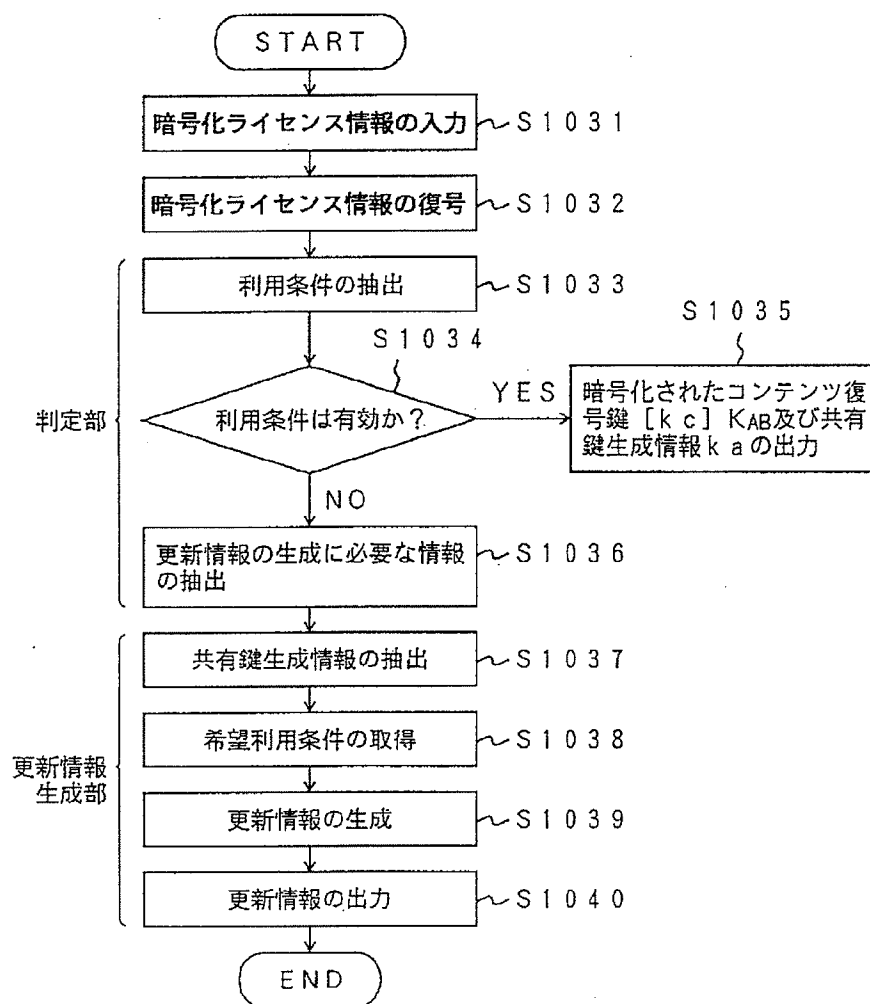 START
暗号化ライセンス情報の入力
S1031
暗号化ライセンス情報の復号
S1032
利用条件の抽出
S1033
S1034
利用条件は有効か?
YES
S1035
暗号化されたコンテンツ復
号鍵[kc]KAB及び共有
鍵生成情報kaの出力
判定部
NO
更新情報の生成に必要な情報
の抽出
S1036
共有鍵生成情報の抽出
S1037
希望利用条件の取得
S1038
更新情報
生成部
更新情報の生成
S1039
更新情報の出力
S1040
END